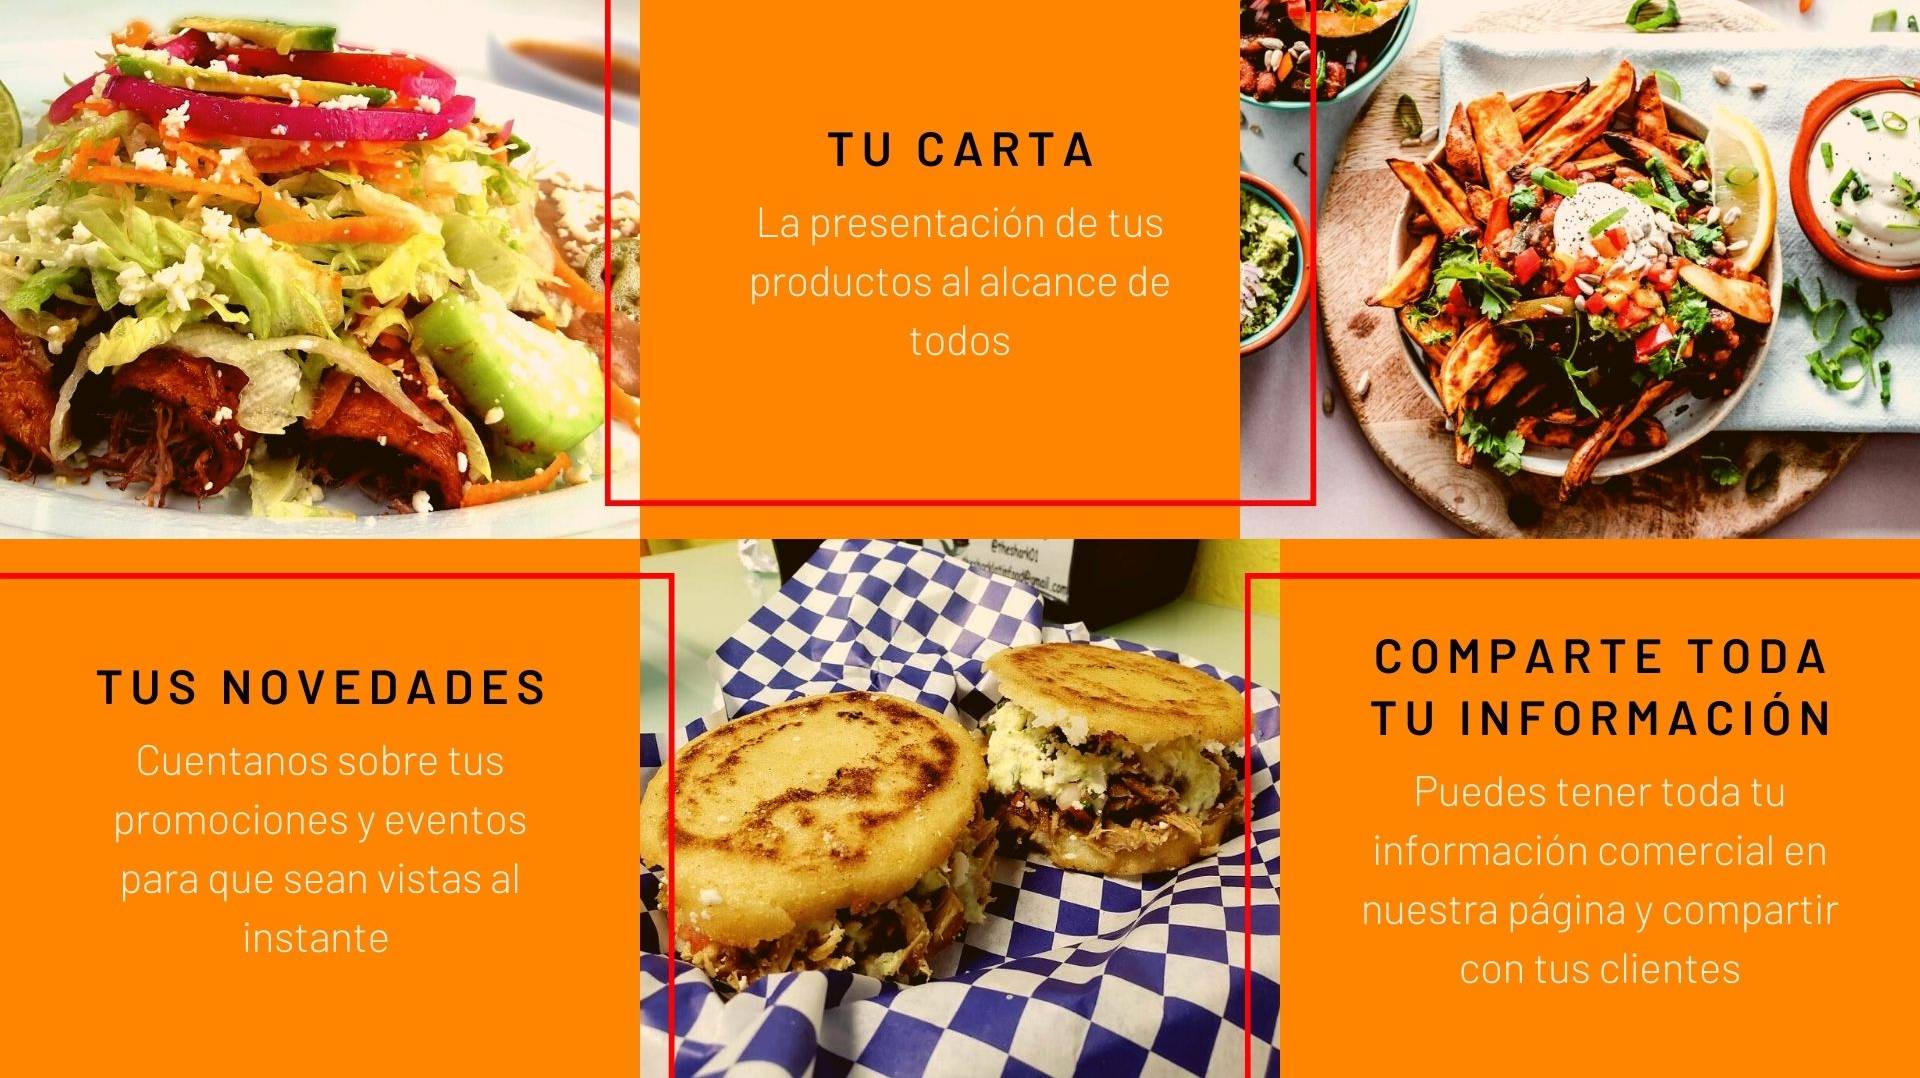 TU CARTA
La presentación de tus
productos al alcance de
todos
TUS NOVEDADES
Cuentanos sobre tus
promociones y eventos
para que sean vistas al
instante
@theshark01
COMPARTE TODA
TU INFORMACIÓN
Puedes tener toda tu
información comercial en
nuestra página y compartir
con tus clientes